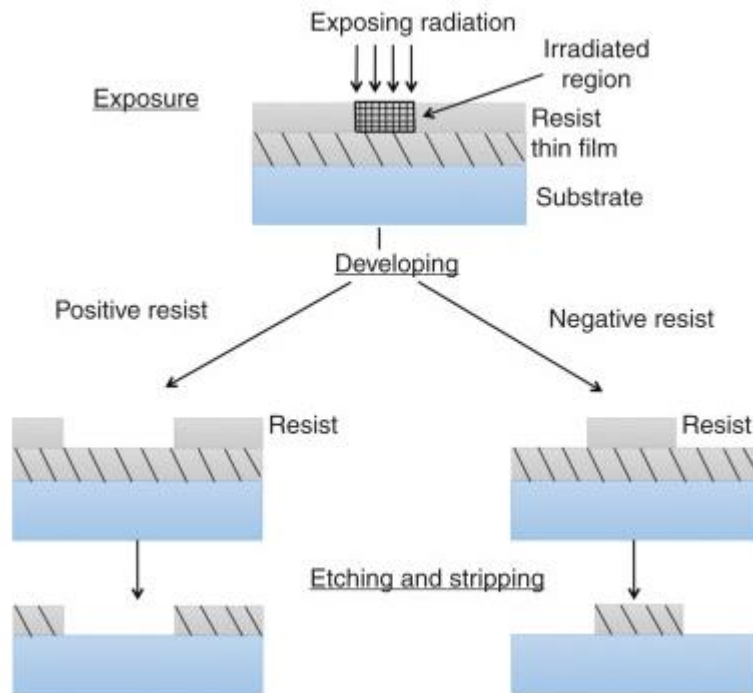 Exposing radiation
Irradiated
region
Exposure
Resist
thin film
Substrate
Developing
Positive resist
Negative resist
Resist
Resist
Etching and stripping